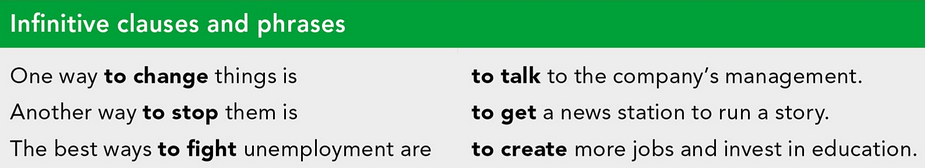 Infinitive clauses and phrases
One way to change things is to talk to the company's management.
Another way to stop them is to get a news station to run a story.
The best ways to fight unemployment are to create more jobs and invest in education.